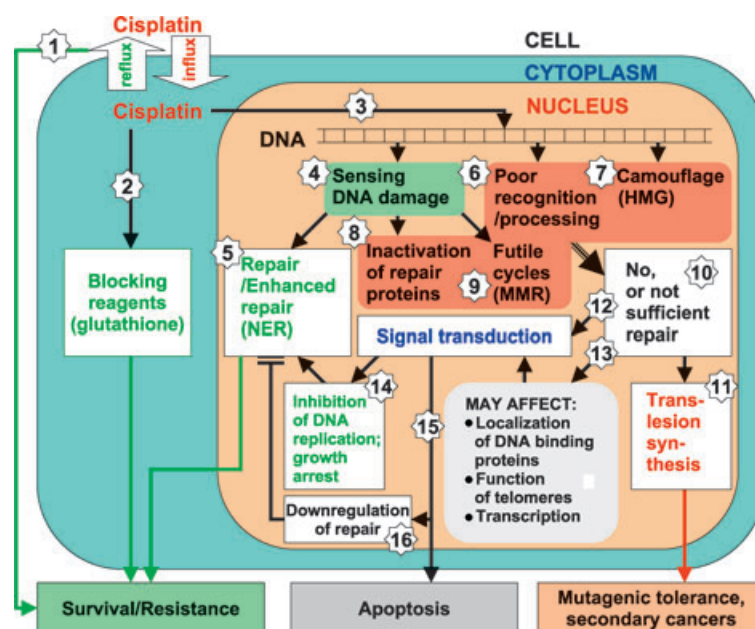 1
Cisplatin
reflux
influx
CELL
CYTOPLASM
NUCLEUS
Cisplatin
3
DNA
2
4
Sensing
DNA damage
6
Poor
recognition
/processing
7
Camouflage
(HMG)
5
Repair
/Enhanced
repair
(NER)
8
Inactivation
of repair
proteins
9
Futile
cycles
(MMR)
10
No,
or not
sufficient
repair
Blocking
reagents
(glutathione)
12
Signal transduction
13
14
Inhibition
of DNA
replication;
growth
arrest
15
MAY AFFECT:
● Localization
of DNA binding
proteins
● Function
of telomeres
● Transcription
11
Trans-
lesion
syn-
thesis
Downregulation
of repair
16
Survival/Resistance
Apoptosis
Mutagenic tolerance,
secondary cancers